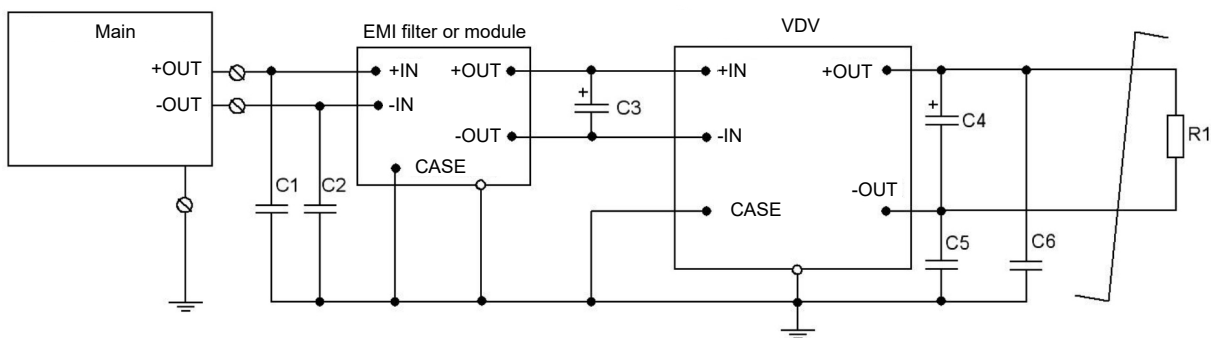 Main
+OUT
-OUT
EMI filter or module
+IN
-IN
+OUT
-OUT
CASE
C1
C2
+
C3
VDV
+IN
-IN
CASE
+OUT
-OUT
+
C4
C5
C6
R1